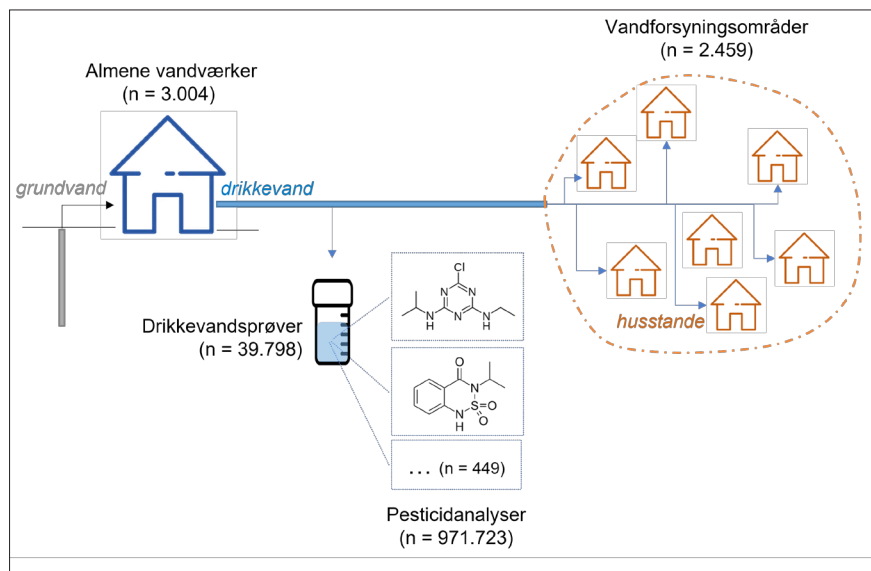 Vandforsyningsområder
(n = 2.459)
Almene vandværker
(n = 3.004)
grundvand
drikkevand
Drikkevandsprøver
(n = 39.798)
Cl
N
N
N
H
N
N
H
O
N
S
O
O
N
H
... (n = 449)
husstande
Pesticidanalyser
(n = 971.723)